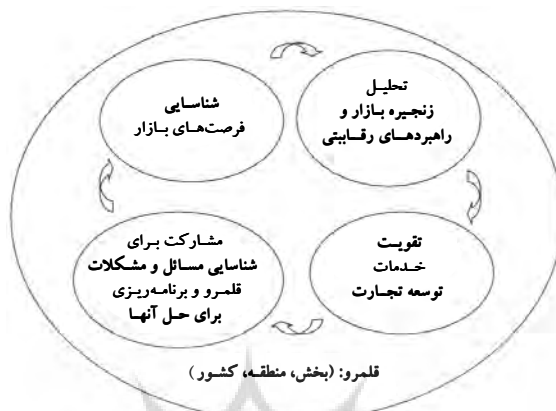 شناسایی
فرصت‌های بازار
تحلیل
زنجیره بازار و
راهبردهای رقابتی
تقویت
خدمات
توسعه تجارت
مشارکت برای
شناسایی مسائل و مشکلات
قلمرو و برنامه‌ریزی
برای حل آنها
قلمرو: (بخش، منطقه، کشور)